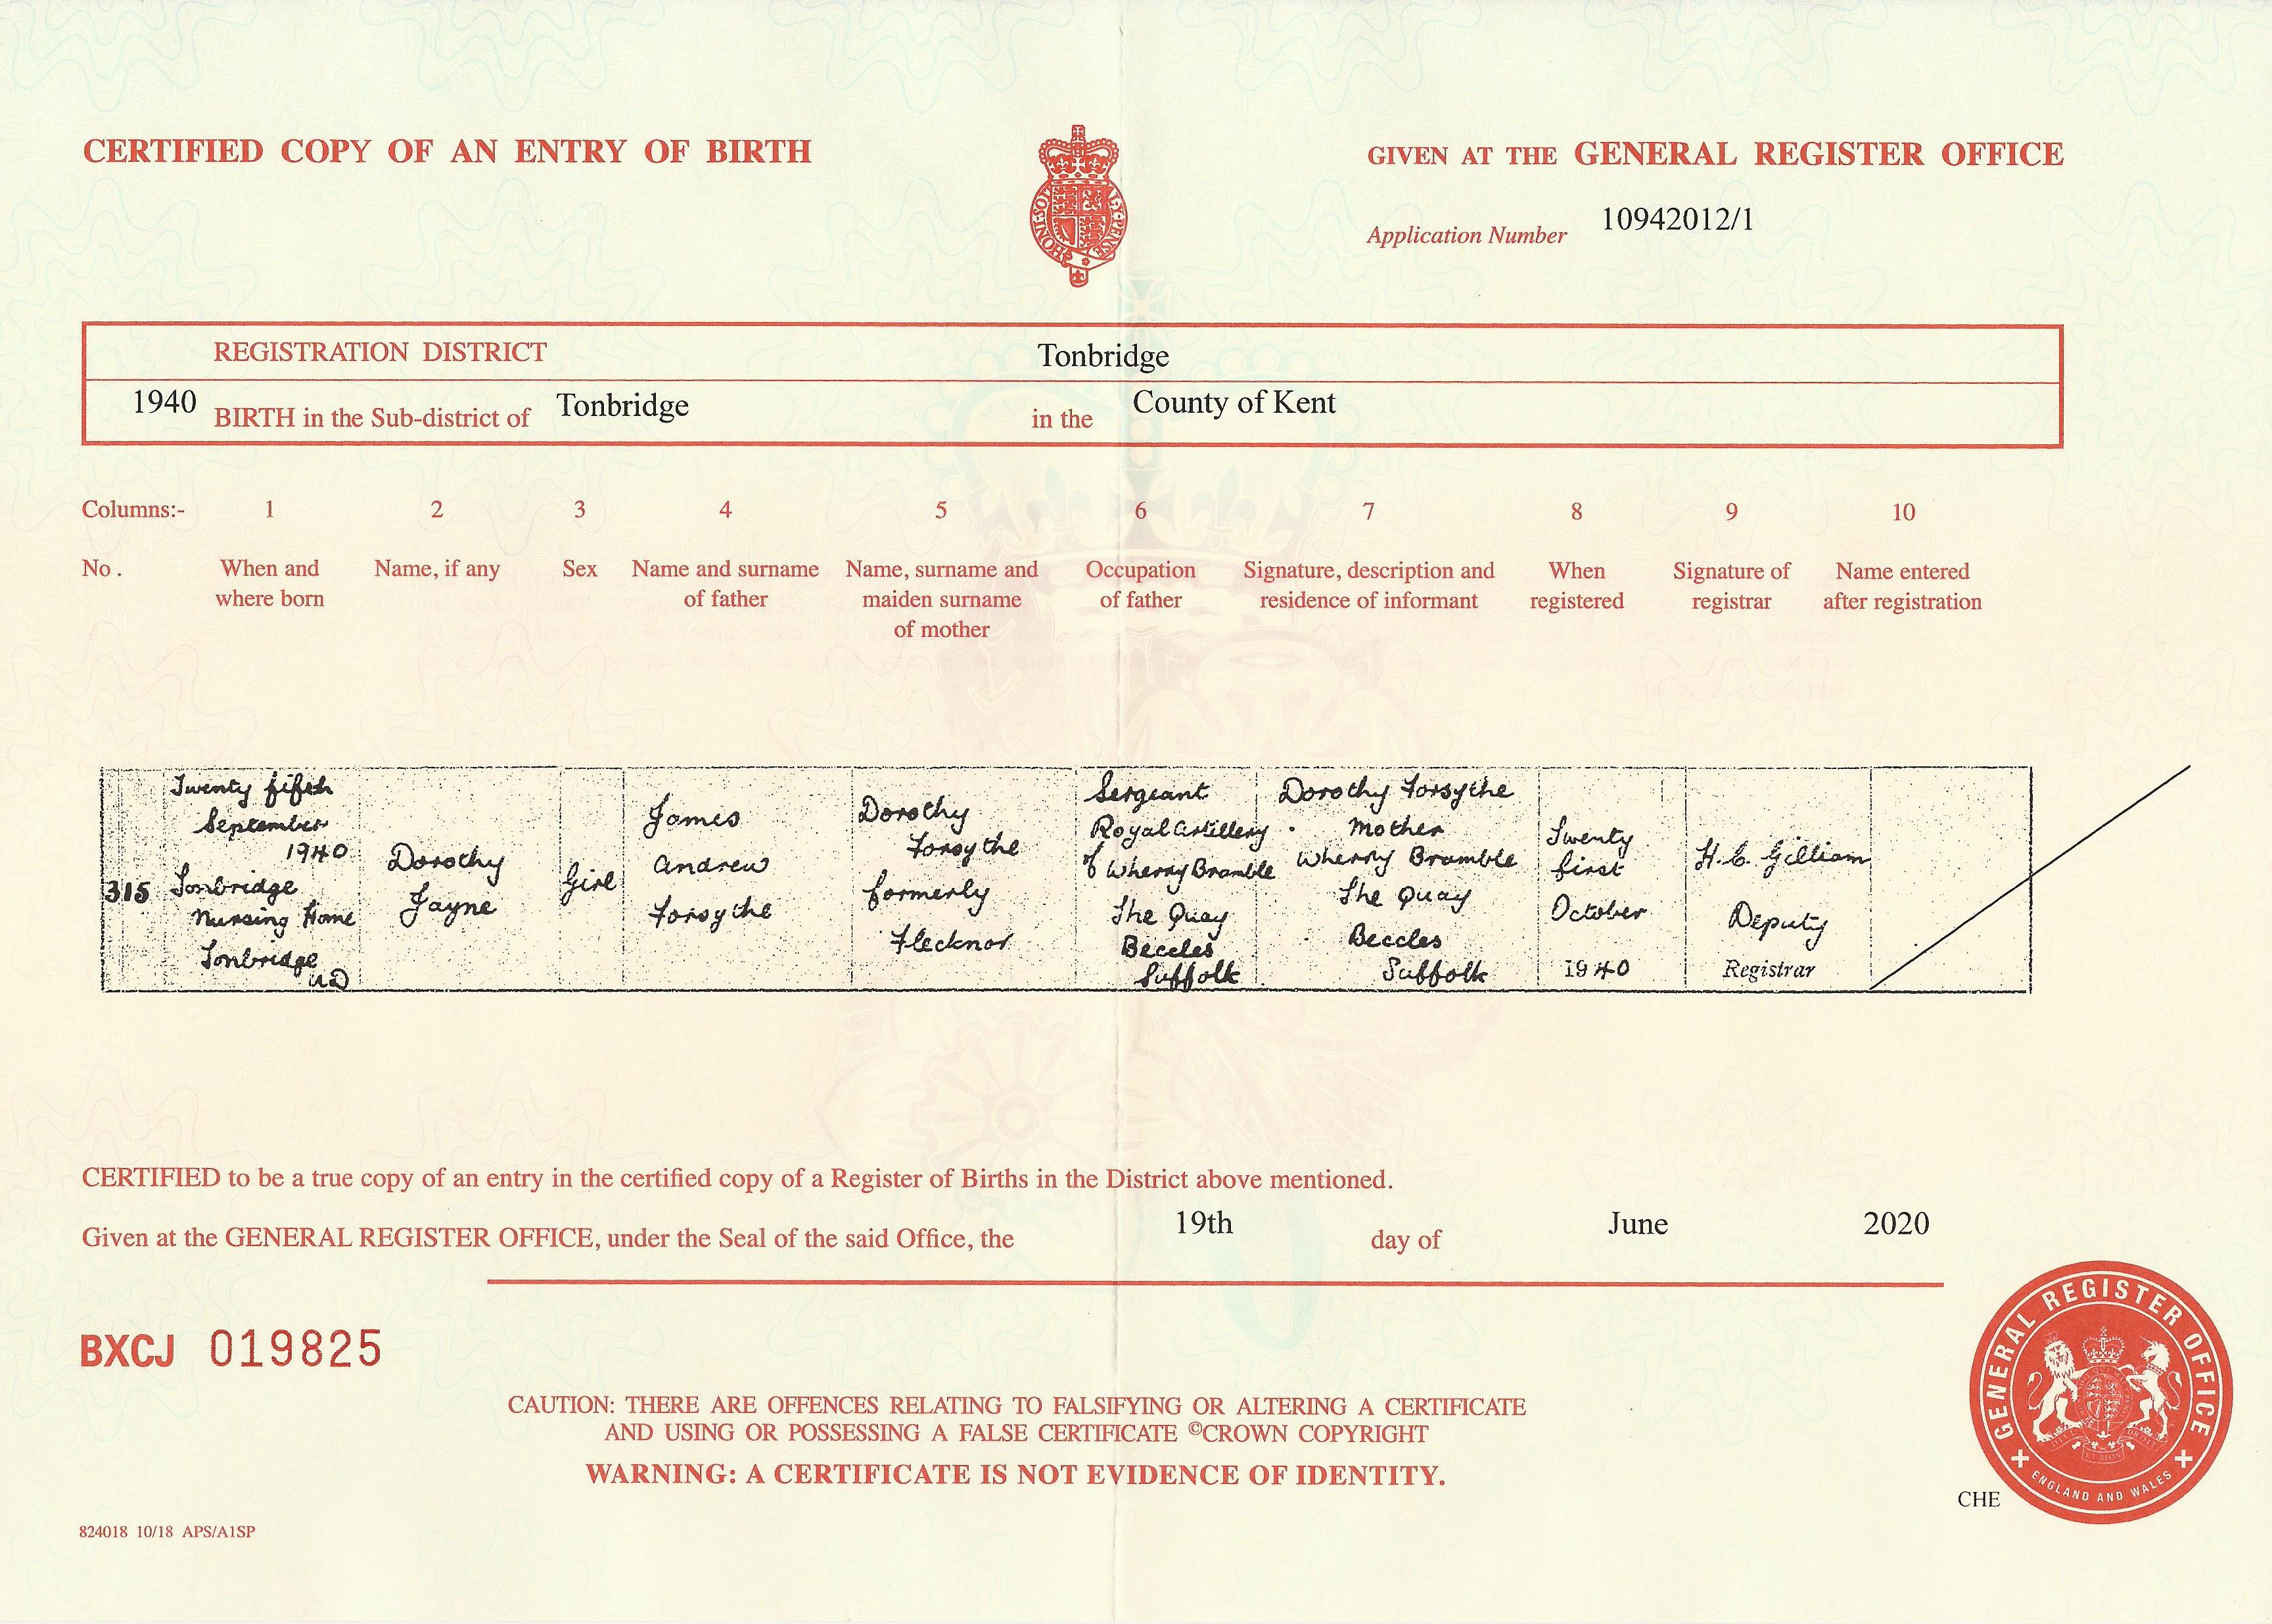 CERTIFIED COPY OF AN ENTRY OF BIRTH
GIVEN AT THE GENERAL REGISTER OFFICE
HONI·SOIT MAL·Y·PENSE
Application Number 10942012/1
REGISTRATION DISTRICT Tonbridge
1940 BIRTH in the Sub-district of Tonbridge in the County of Kent
Columns:- 1 2 3 4 5 6 7 8 9 10
No. When and where born
Name, if any
Sex
Name and surname
of father
Name, surname and
maiden surname
of mother
Occupation
of father
Signature, description and
residence of informant
When
registered
Signature of
registrar
Name entered
after registration
315
Twenty fifth
September
1940
Tonbridge
Nursing Home
Tonbridge
UD
Dorothy
Jayne
Girl
James
Andrew
Forsythe
Dorothy
Forsythe
formerly
Flecknor
Sergeant
Royal Artillery
of Wherry Bramble
The Quay
Beccles
Suffolk
Dorothy Forsythe
Mother
Wherry Bramble
The Quay
Beccles
Suffolk
Twenty
first
October
1940
H. C. Gilliam
Deputy
Registrar
CERTIFIED to be a true copy of an entry in the certified copy of a Register of Births in the District above mentioned.
Given at the GENERAL REGISTER OFFICE, under the Seal of the said Office, the 19th day of June 2020
BXCJ 019825
CAUTION: THERE ARE OFFENCES RELATING TO FALSIFYING OR ALTERING A CERTIFICATE
AND USING OR POSSESSING A FALSE CERTIFICATE ©CROWN COPYRIGHT
WARNING: A CERTIFICATE IS NOT EVIDENCE OF IDENTITY.
GENERAL REGISTER OFFICE
ENGLAND AND WALES
CHE
824018 10/18 APS/A1SP